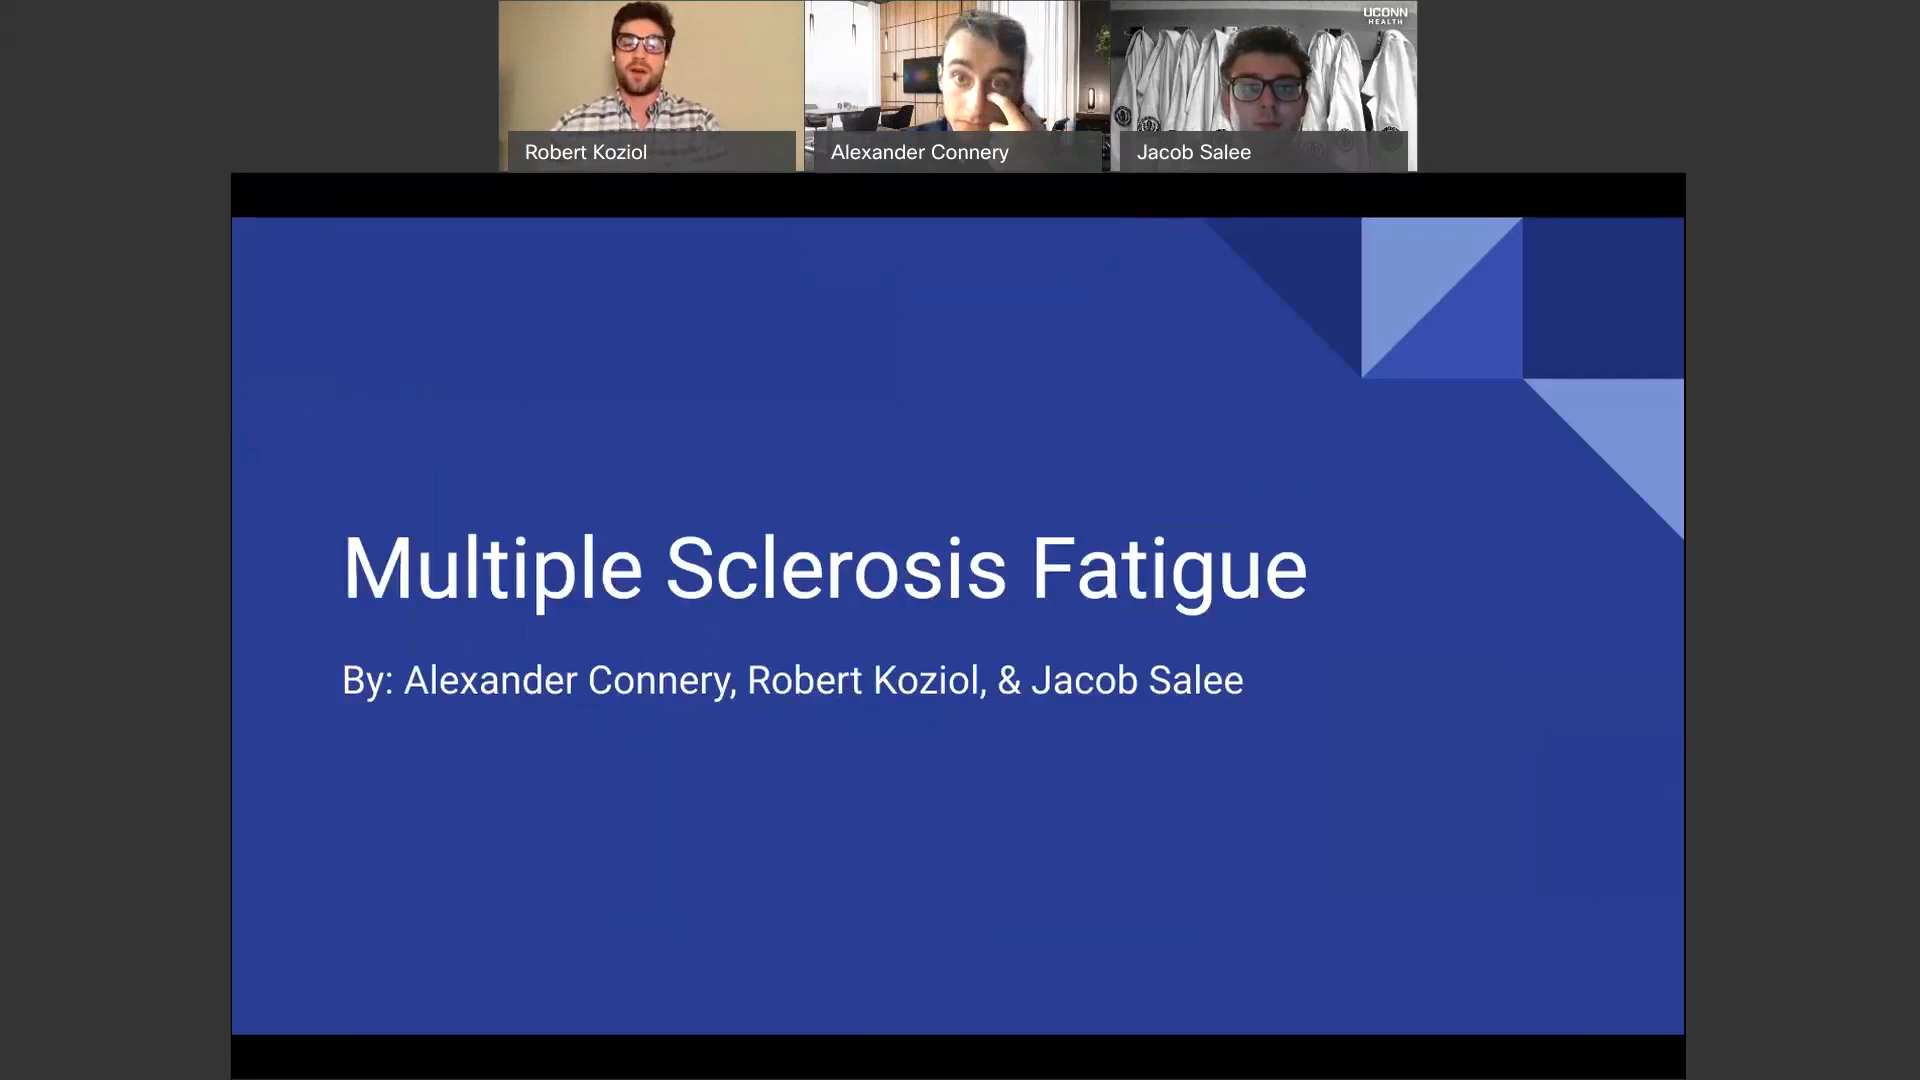 UCONN
HEALTH
Robert Koziol
Alexander Connery
Jacob Salee
Multiple Sclerosis Fatigue
By: Alexander Connery, Robert Koziol, & Jacob Salee